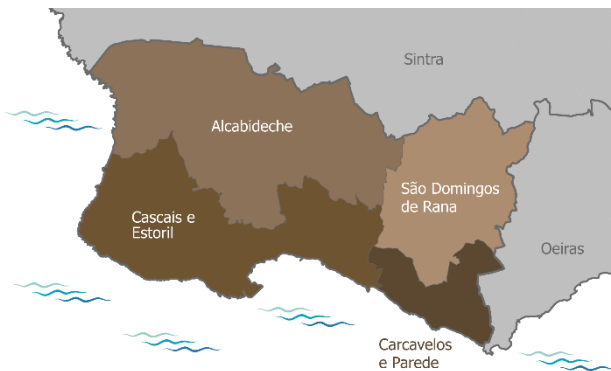 Sintra
Alcabideche
São Domingos
de Rana
Cascais e
Estoril
Oeiras
Carcavelos
e Parede